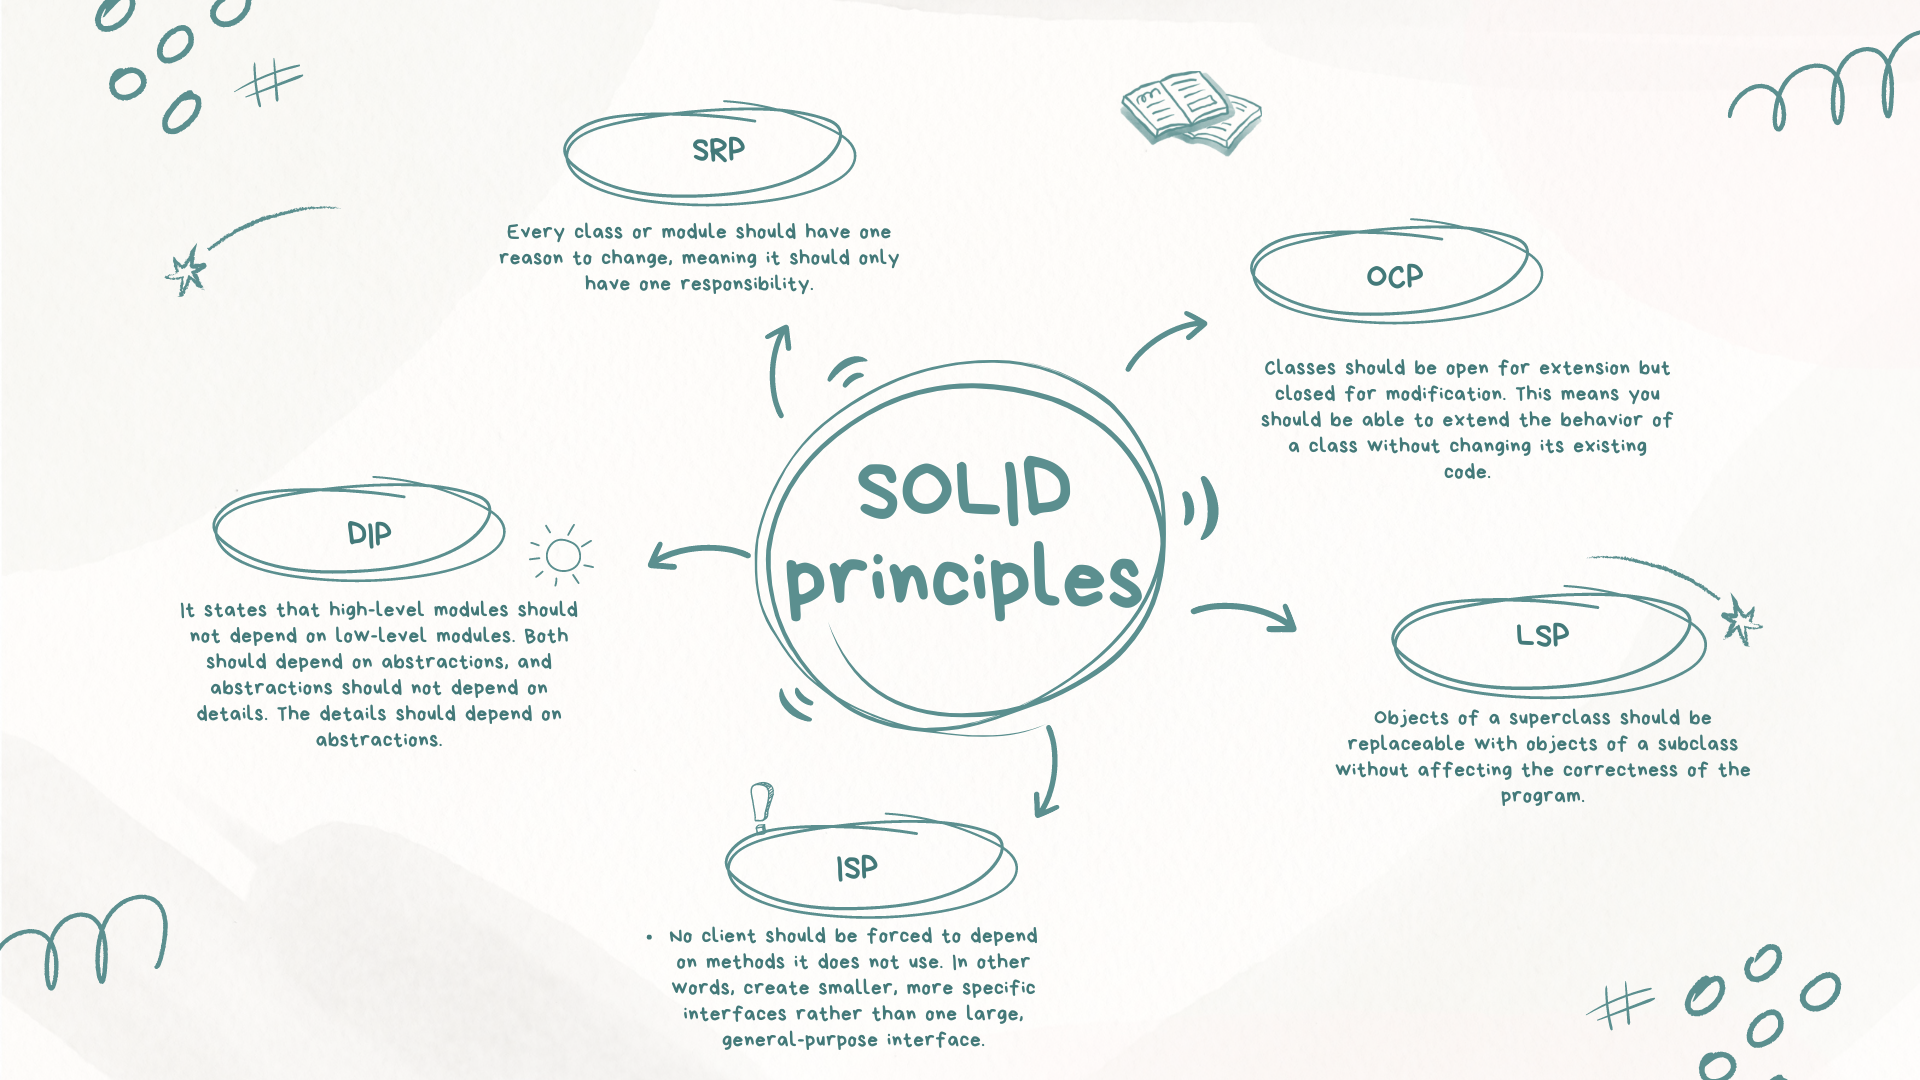 SRP
Every class or module should have one
reason to change, meaning it should only
have one responsibility.
OCP
Classes should be open for extension but
closed for modification. This means you
should be able to extend the behavior of
a class without changing its existing
code.
SOLID
principles
DIP
It states that high-level modules should
not depend on low-level modules. Both
should depend on abstractions, and
abstractions should not depend on
details. The details should depend on
abstractions.
LSP
Objects of a superclass should be
replaceable with objects of a subclass
without affecting the correctness of the
program.
ISP
• No client should be forced to depend
on methods it does not use. In other
words, create smaller, more specific
interfaces rather than one large,
general-purpose interface.